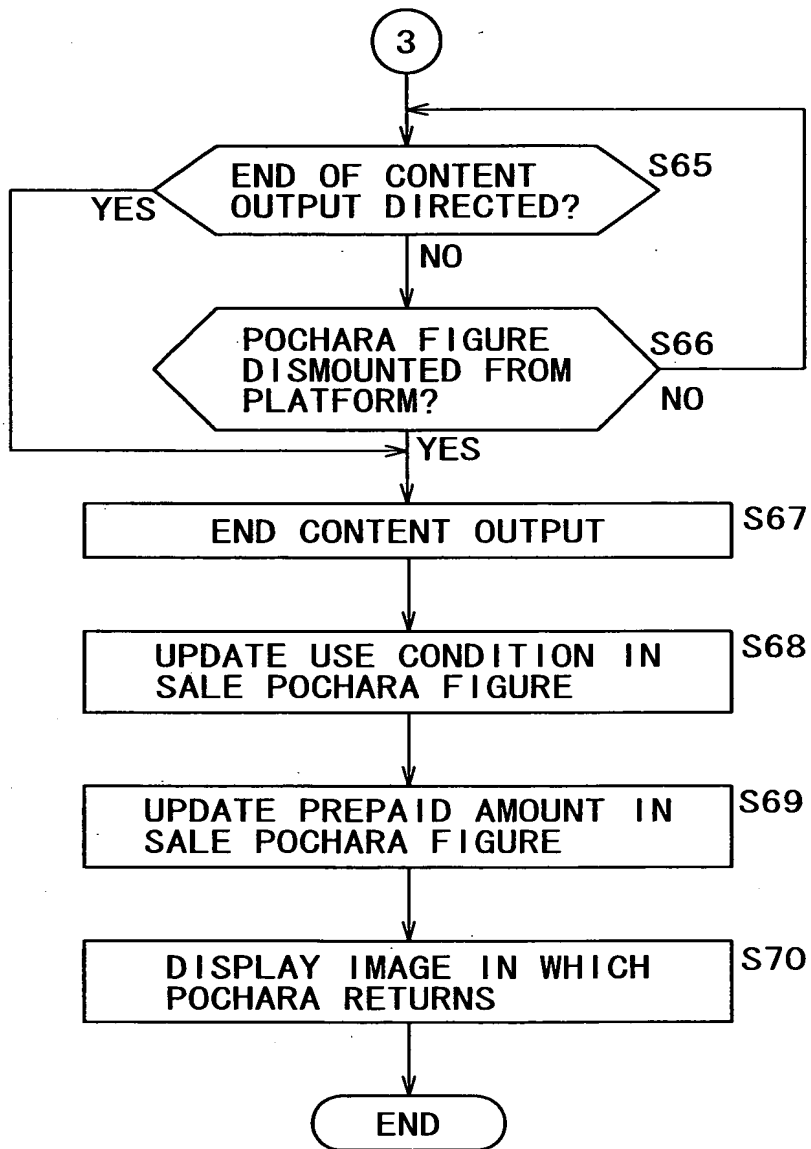 3
END OF CONTENT
OUTPUT DIRECTED?
S65
YES
NO
POCHARA FIGURE
DISMOUNTED FROM
PLATFORM?
S66
NO
YES
END CONTENT OUTPUT
S67
UPDATE USE CONDITION IN
SALE POCHARA FIGURE
S68
UPDATE PREPAID AMOUNT IN
SALE POCHARA FIGURE
S69
DISPLAY IMAGE IN WHICH
POCHARA RETURNS
S70
END